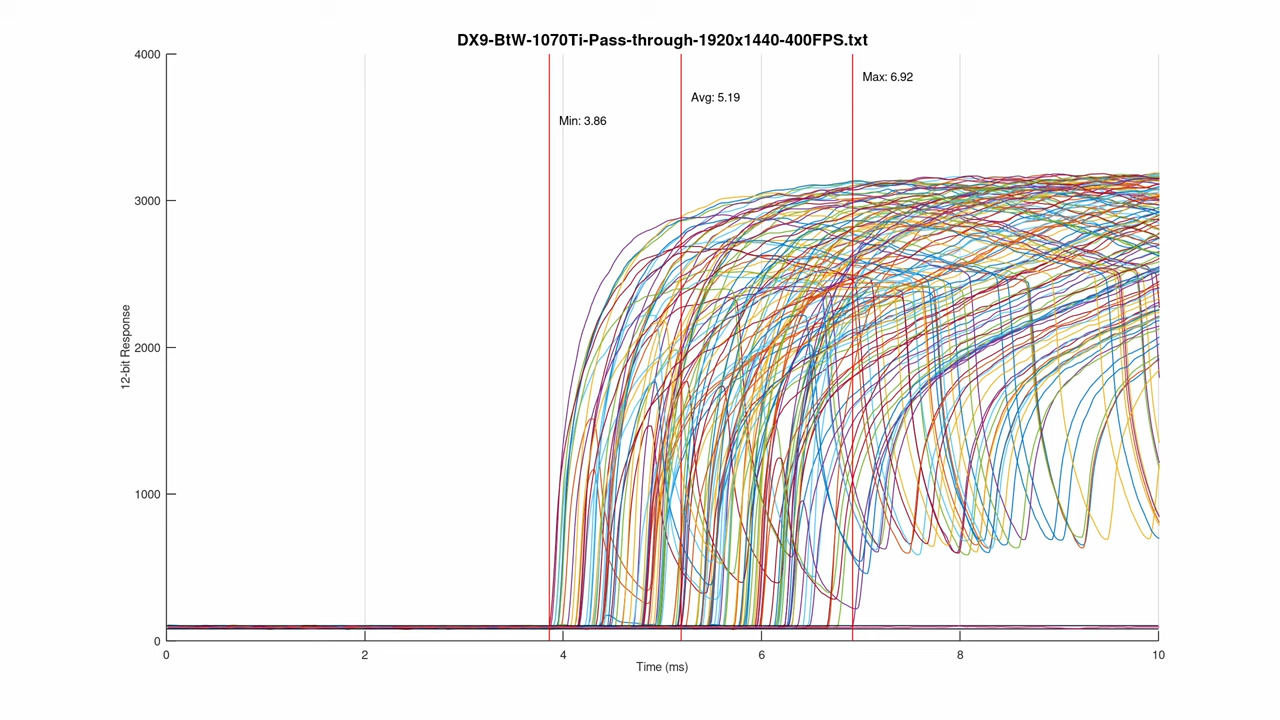 DX9-BtW-1070Ti-Pass-through-1920x1440-400FPS.txt
4000
Max: 6.92
Avg: 5.19
Min: 3.86
3000
12-bit Response
2000
1000
0
0 2 4 6 8 10
Time (ms)